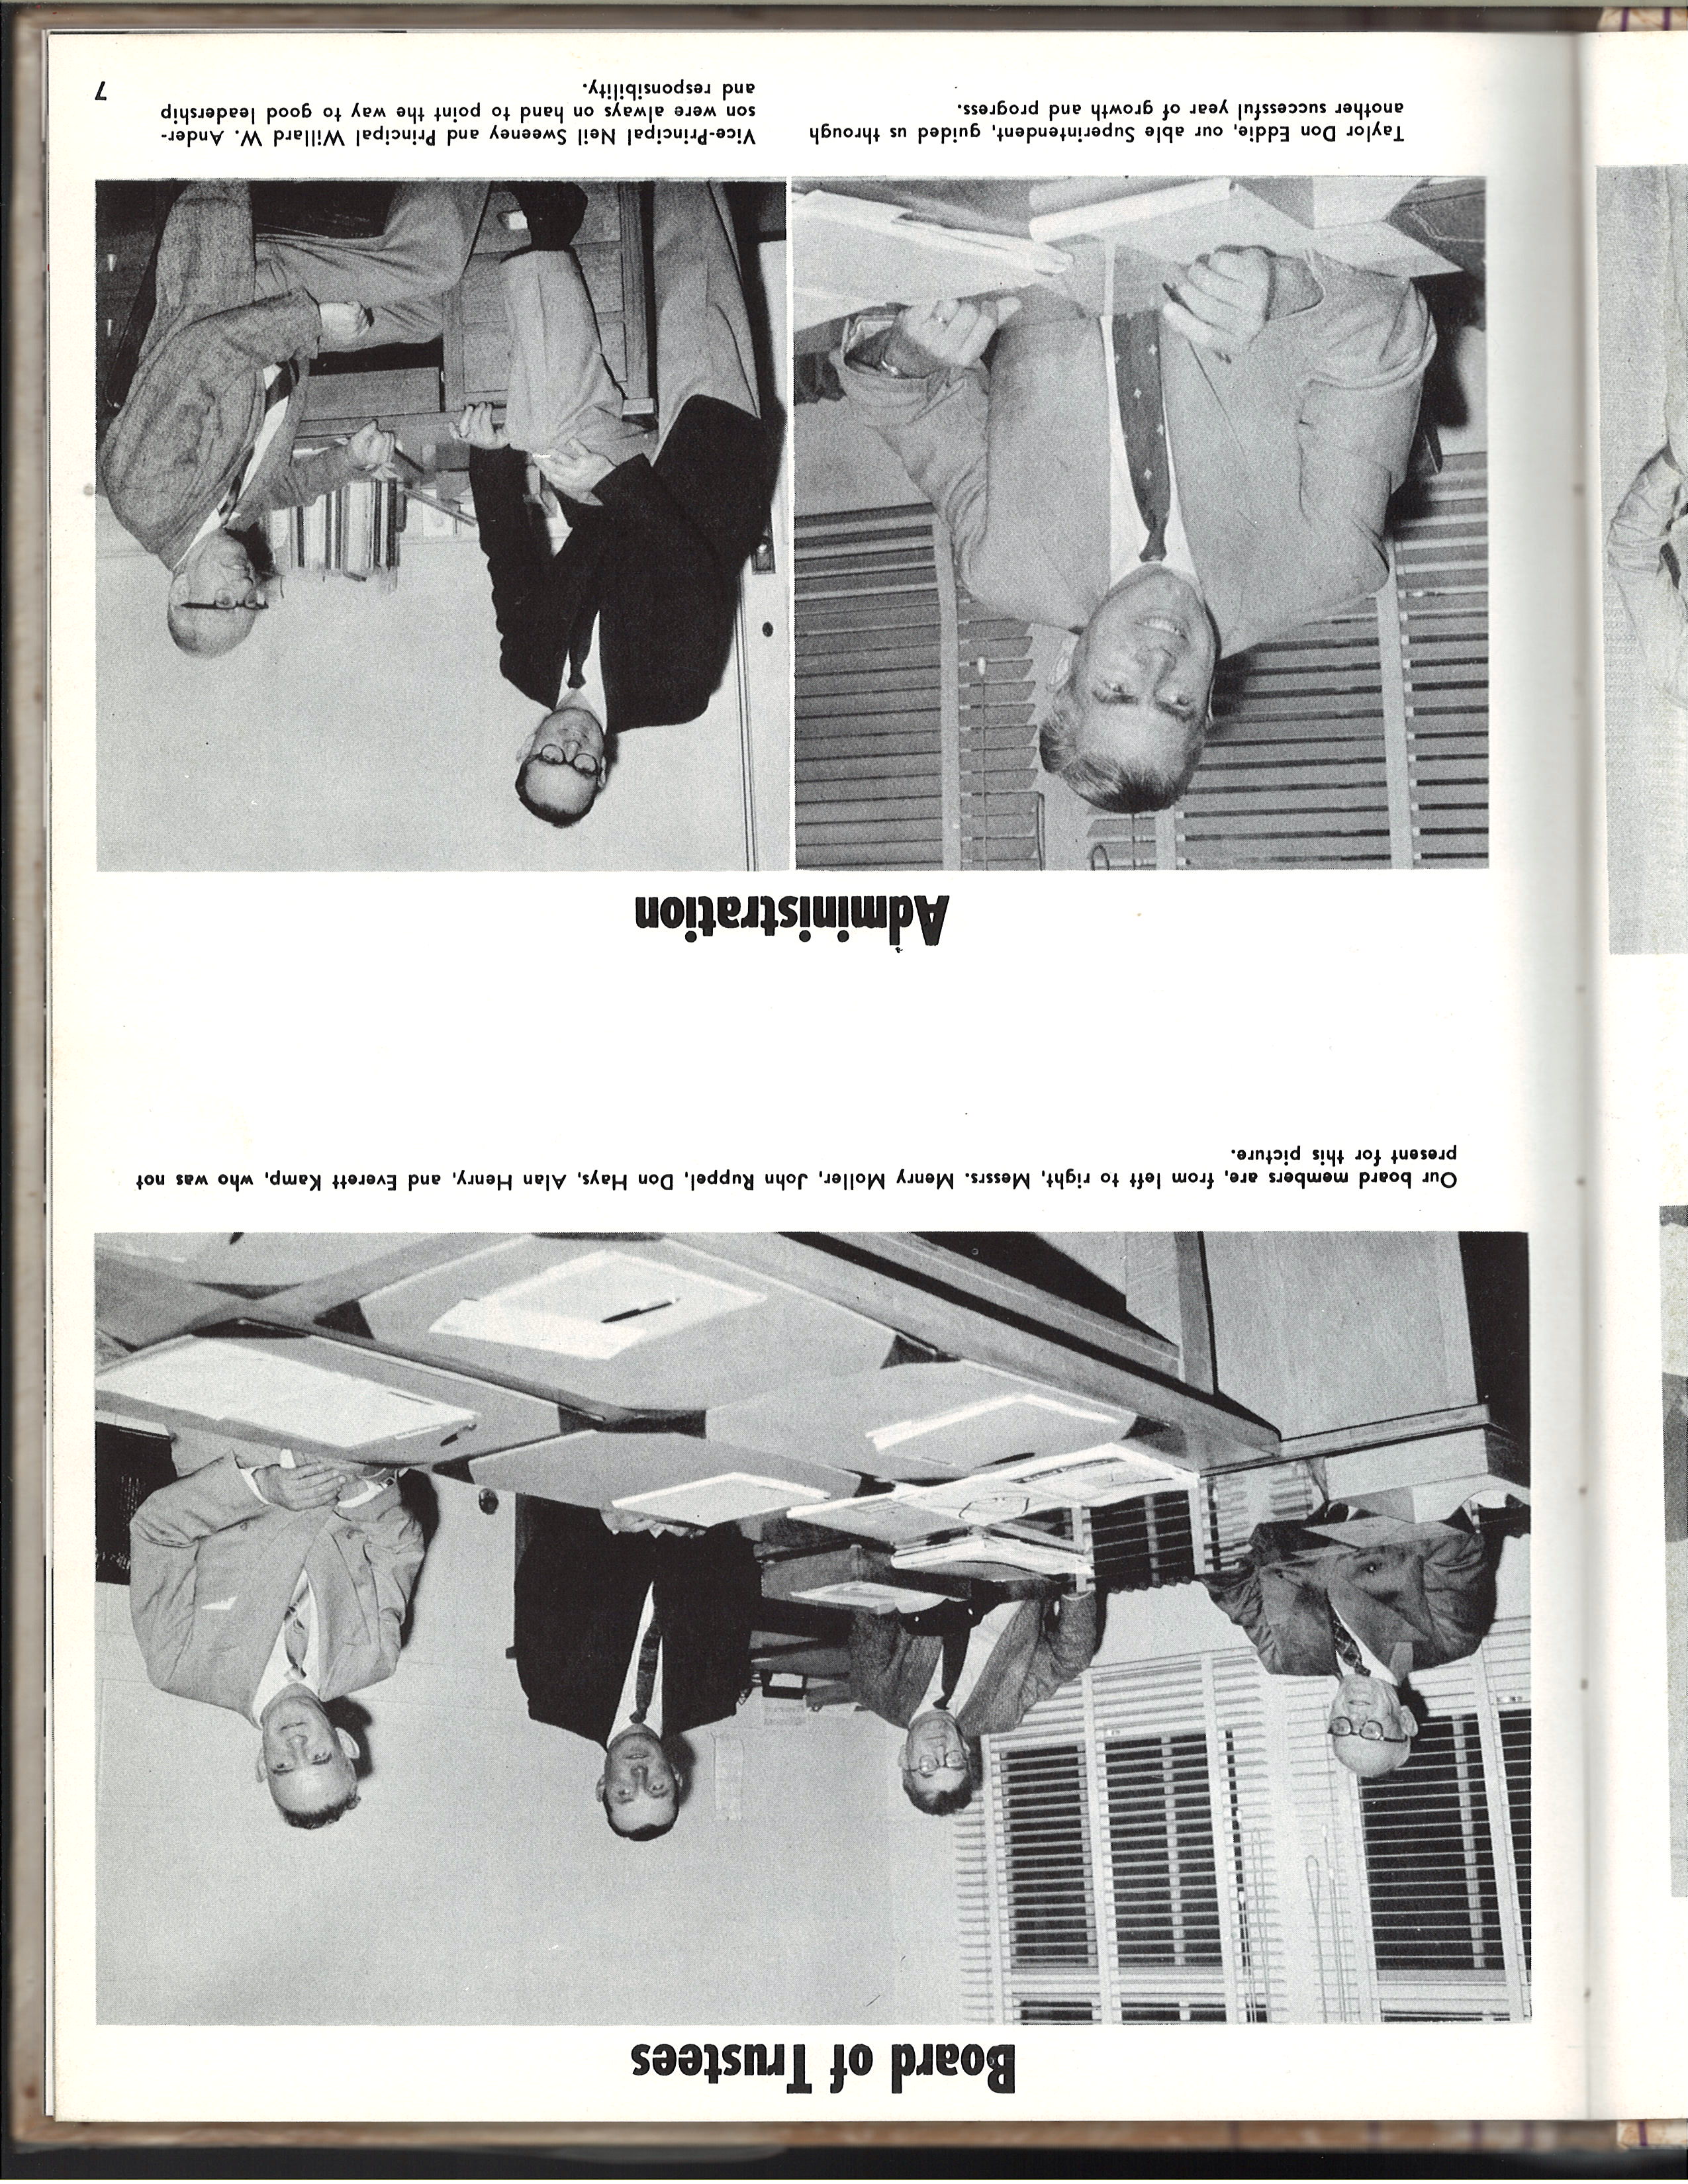 Board of Trustees
Our board members are, from left to right, Messrs. Menry Moller, John Ruppel, Don Hays, Alan Henry, and Everett Kamp, who was not
present for this picture.
Administration
Taylor Don Eddie, our able Superintendent, guided us through
another successful year of growth and progress.
Vice-Principal Neil Sweeney and Principal Willard W. Ander-
son were always on hand to point the way to good leadership
and responsibility.
7